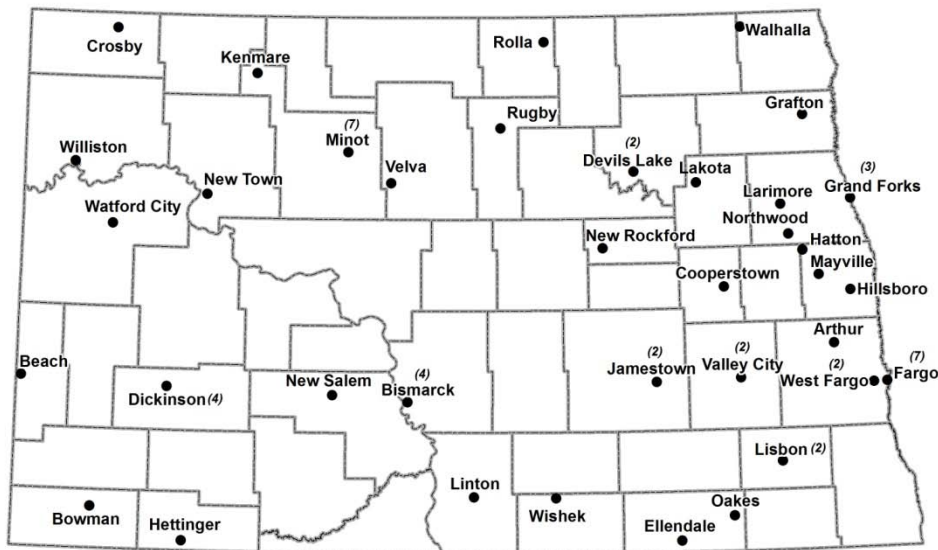 Crosby
Kenmare
Rolla
Walhalla
Rugby
Grafton
(7)
Minot
(2)
Devils Lake
Williston
Velva
Lakota
(3)
Grand Forks
New Town
Larimore
Watford City
Northwood
New Rockford
Hatton
Cooperstown
Mayville
Hillsboro
Arthur
Beach
(2)
Jamestown
(2)
Valley City
(2)
West Fargo
(7)
Fargo
Dickinson (4)
New Salem
(4)
Bismarck
Lisbon (2)
Linton
Oakes
Bowman
Wishek
Hettinger
Ellendale